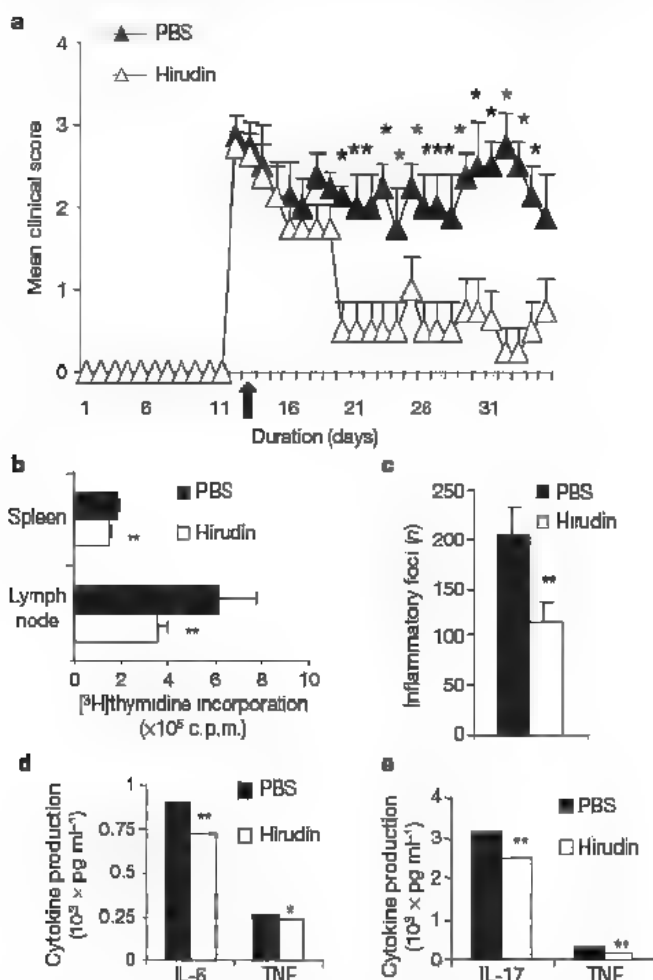 a
PBS
Hirudin
Mean clinical score
4
3
2
1
0
* ** * * * *** * * * * * *
1 6 11 16 21 26 31
Duration (days)
b
PBS
Hirudin
Spleen
**
Lymph
node
**
0 2 4 6 8 10
[³H]thymidine incorporation
(×10⁵ c.p.m.)
c
PBS
Hirudin
Inflammatory foci (n)
250
200
150
100
50
0
**
d
PBS
Hirudin
Cytokine production
(10³ × pg ml⁻¹)
1
0.75
0.5
0.25
0
**
*
IL-6 TNF
e
PBS
Hirudin
Cytokine production
(10³ × pg ml⁻¹)
4
3
2
1
0
**
**
IL-17 TNF